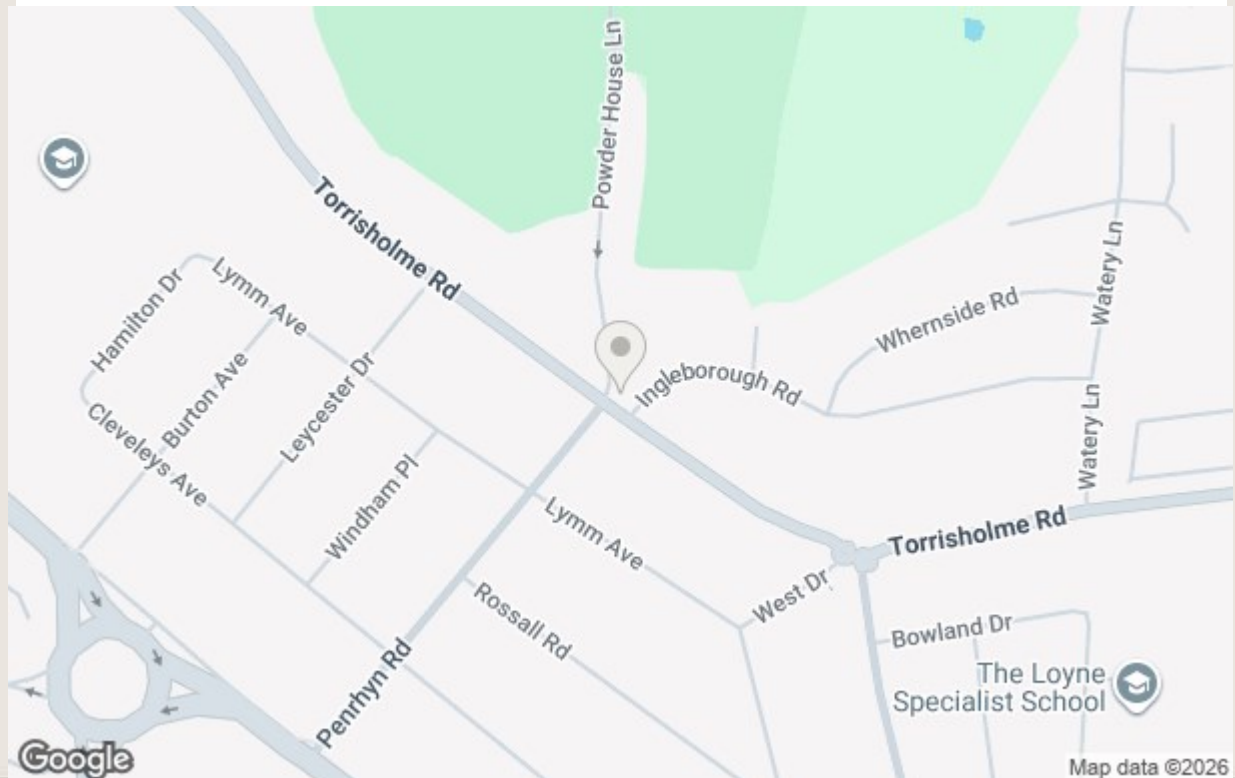 Powder House Ln
Torrisholme Rd
Watery Ln
Hamilton Dr
Lymm Ave
Whernside Rd
Burton Ave
Leycester Dr
Ingleborough Rd
Cleveleys Ave
Watery Ln
Windham Pl
Lymm Ave
Torrisholme Rd
West Dr
Rossall Rd
Bowland Dr
Penrhyn Rd
The Loyne
Specialist School
Google
Map data ©2026